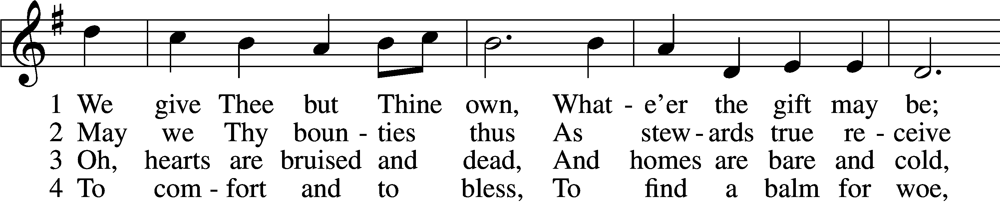 1 We give Thee but Thine own, What - e’er the gift may be;
2 May we Thy boun - ties thus As stew - ards true re - ceive
3 Oh, hearts are bruised and dead, And homes are bare and cold,
4 To com - fort and to bless, To find a balm for woe,